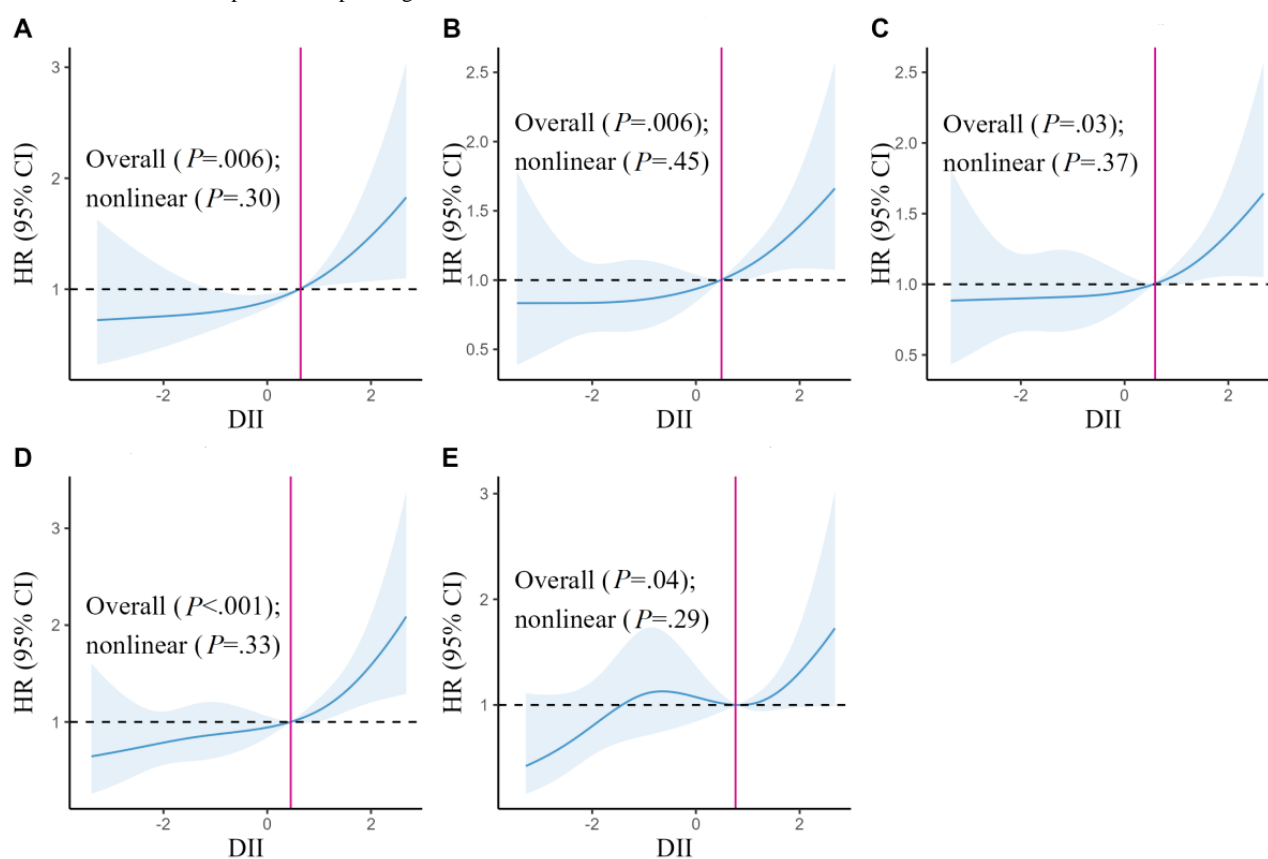 A
B
C
3
2
1
HR (95% CI)
Overall (P=.006);
nonlinear (P=.30)
-2
0
2
DII
2.5
2.0
1.5
1.0
0.5
HR (95% CI)
Overall (P=.006);
nonlinear (P=.45)
-2
0
2
DII
2.5
2.0
1.5
1.0
0.5
HR (95% CI)
Overall (P=.03);
nonlinear (P=.37)
-2
0
2
DII
D
E
3
2
1
HR (95% CI)
Overall (P<.001);
nonlinear (P=.33)
-2
0
2
DII
3
2
1
HR (95% CI)
Overall (P=.04);
nonlinear (P=.29)
-2
0
2
DII